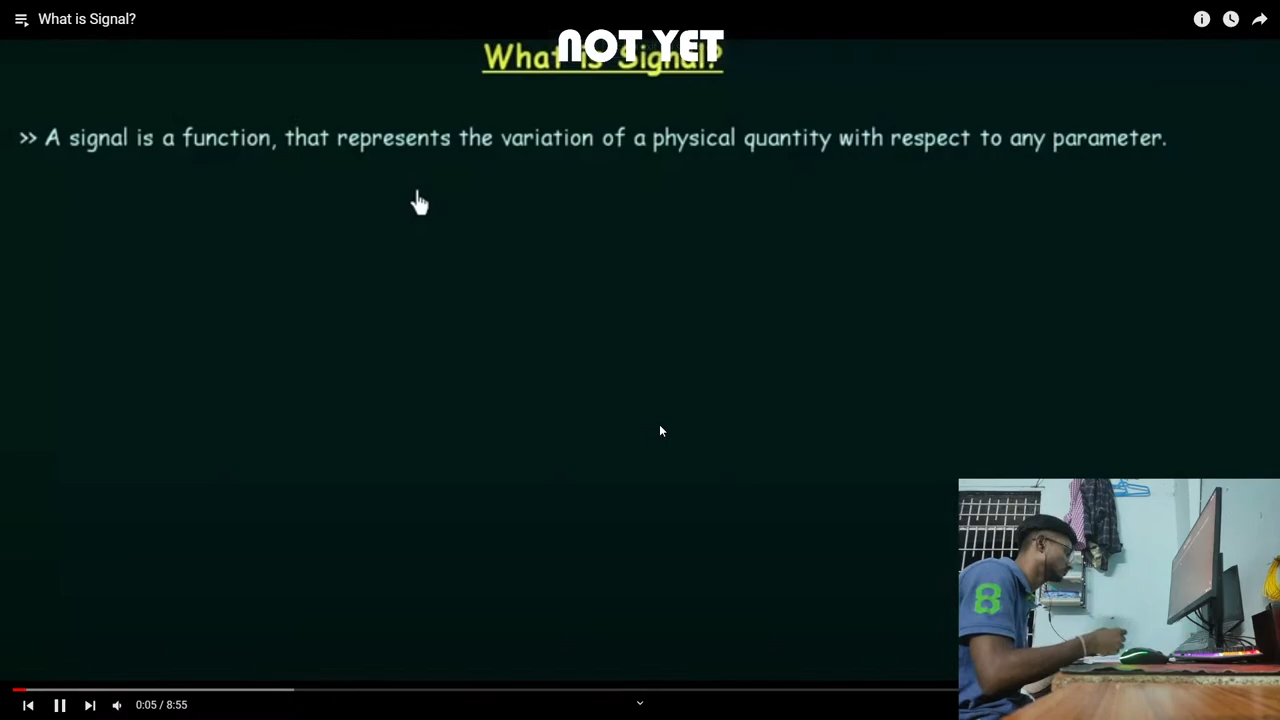 What is Signal?
NOT YET
What is Signal?
>> A signal is a function, that represents the variation of a physical quantity with respect to any parameter.
8
0:05 / 8:55